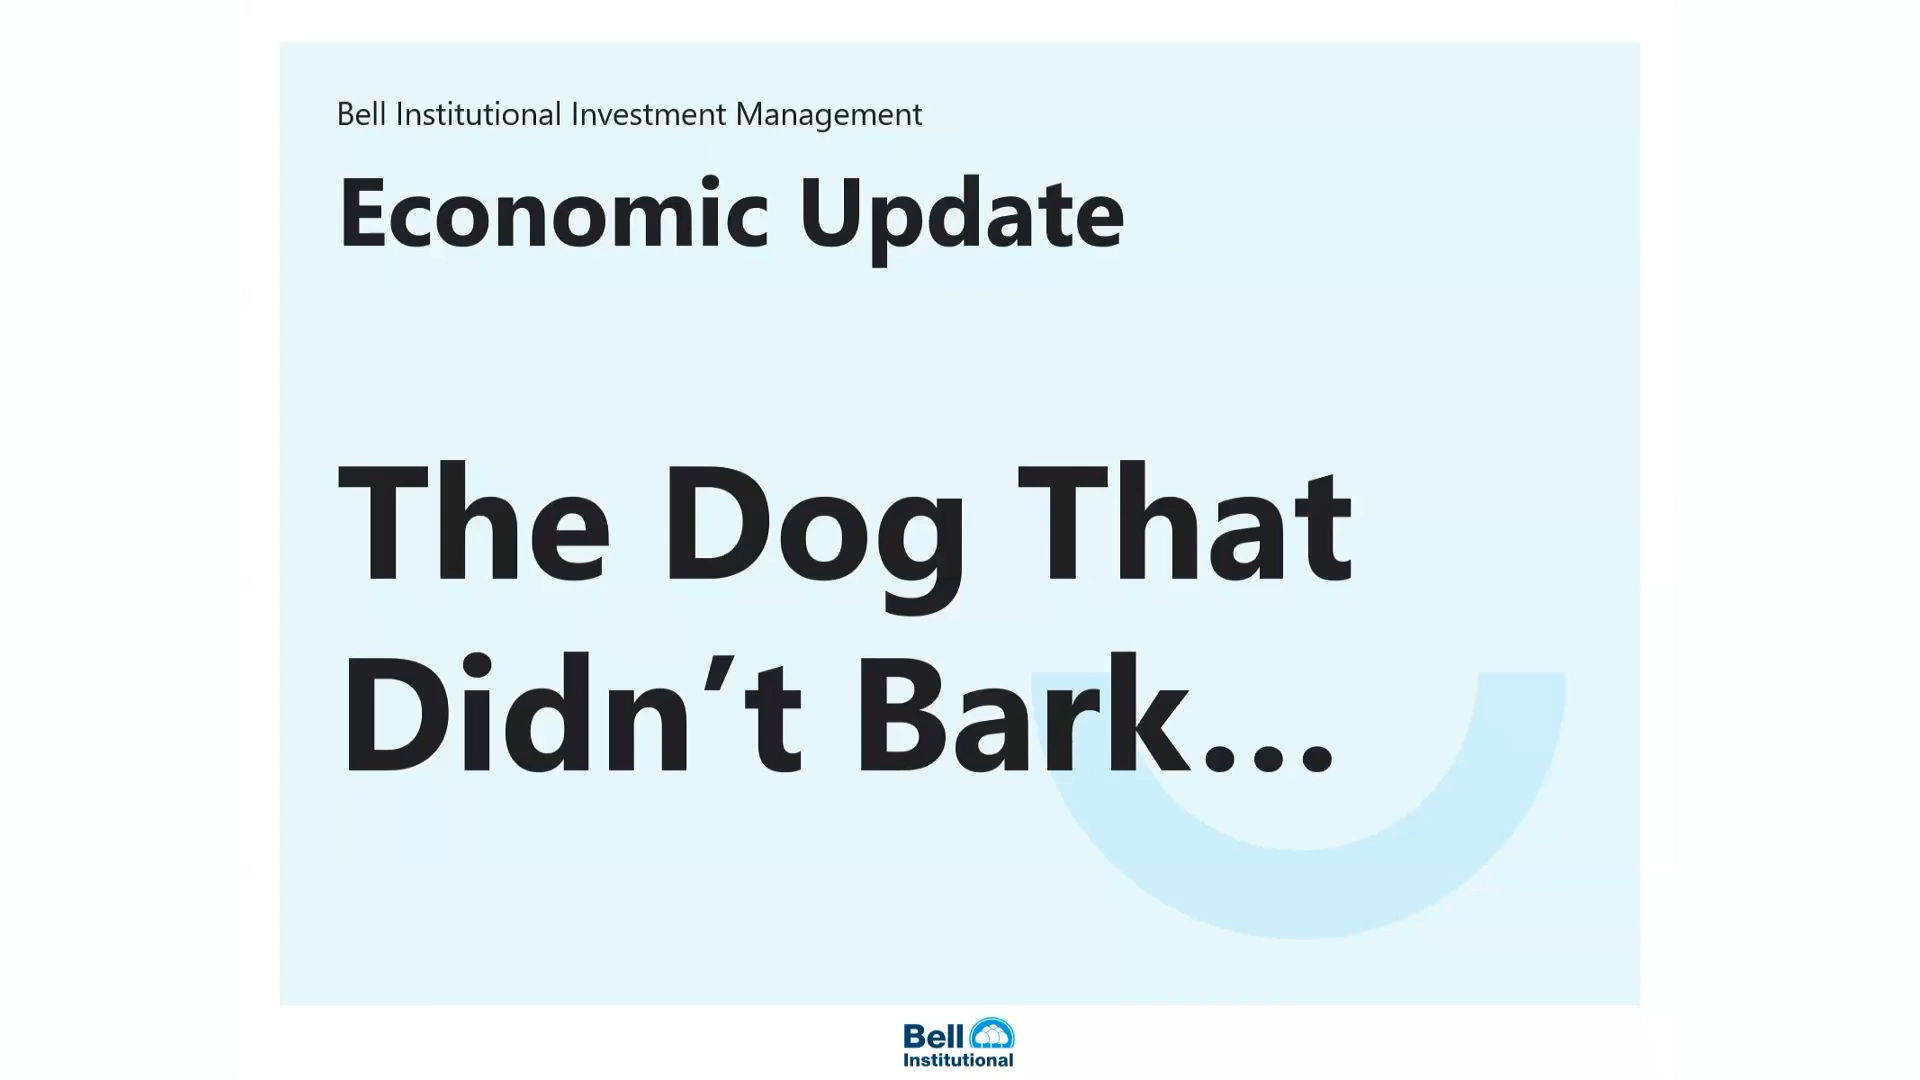 Bell Institutional Investment Management
Economic Update
The Dog That
Didn’t Bark...
Bell
Institutional